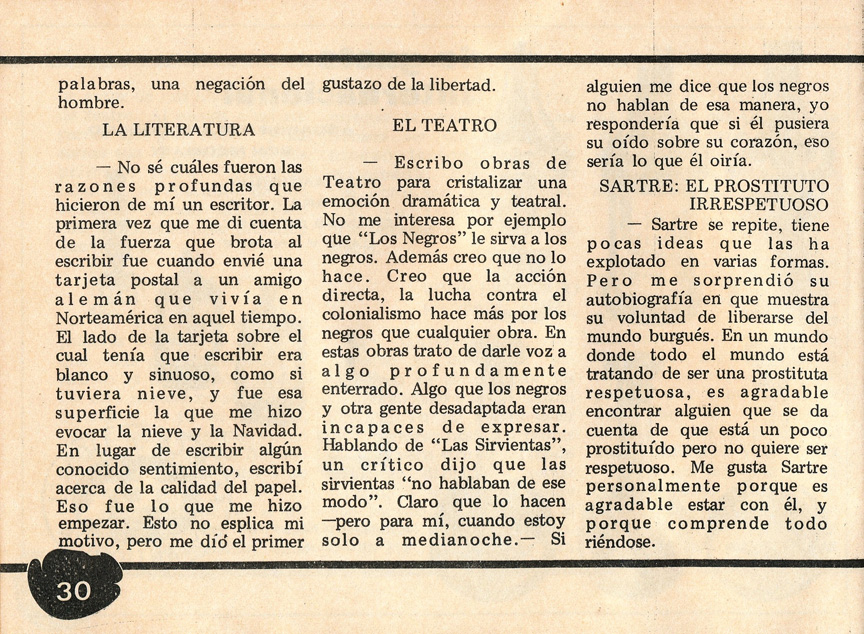 palabras, una negación del
hombre.
LA LITERATURA
— No sé cuáles fueron las
razones profundas que
hicieron de mí un escritor. La
primera vez que me di cuenta
de la fuerza que brota al
escribir fue cuando envié una
tarjeta postal a un amigo
alemán que vivía en
Norteamérica en aquel tiempo.
El lado de la tarjeta sobre el
cual tenía que escribir era
blanco y sinuoso, como si
tuviera nieve, y fue esa
superficie la que me hizo
evocar la nieve y la Navidad.
En lugar de escribir algún
conocido sentimiento, escribí
acerca de la calidad del papel.
Eso fue lo que me hizo
empezar. Esto no esplica mi
motivo, pero me dío el primer
gustazo de la libertad.
EL TEATRO
— Escribo obras de
Teatro para cristalizar una
emoción dramática y teatral.
No me interesa por ejemplo
que “Los Negros” le sirva a los
negros. Además creo que no lo
hace. Creo que la acción
directa, la lucha contra el
colonialismo hace más por los
negros que cualquier obra. En
estas obras trato de darle voz a
algo profundamente
enterrado. Algo que los negros
y otra gente desadaptada eran
incapaces de expresar.
Hablando de “Las Sirvientas”,
un crítico dijo que las
sirvientas “no hablaban de ese
modo”. Claro que lo hacen
—pero para mí, cuando estoy
solo a medianoche.— Si
alguien me dice que los negros
no hablan de esa manera, yo
respondería que si él pusiera
su oído sobre su corazón, eso
sería lo que él oiría.
SARTRE: EL PROSTITUTO
IRRESPETUOSO
— Sartre se repite, tiene
pocas ideas que las ha
explotado en varias formas.
Pero me sorprendió su
autobiografía en que muestra
su voluntad de liberarse del
mundo burgués. En un mundo
donde todo el mundo está
tratando de ser una prostituta
respetuosa, es agradable
encontrar alguien que se da
cuenta de que está un poco
prostituído pero no quiere ser
respetuoso. Me gusta Sartre
personalmente porque es
agradable estar con él, y
porque comprende todo
riéndose.
30